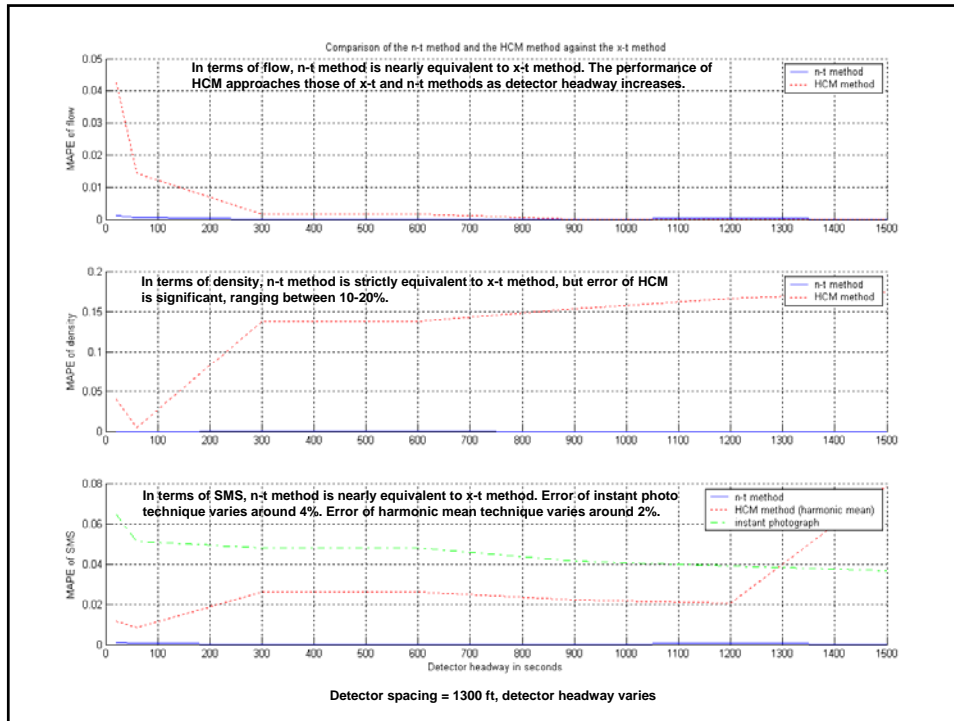 Comparison of the n-t method and the HCM method against the x-t method
In terms of flow, n-t method is nearly equivalent to x-t method. The performance of
HCM approaches those of x-t and n-t methods as detector headway increases.
n-t method
HCM method
MAPE of flow
0.05
0.04
0.03
0.02
0.01
0
0 100 200 300 400 500 600 700 800 900 1000 1100 1200 1300 1400 1500
In terms of density, n-t method is strictly equivalent to x-t method, but error of HCM
is significant, ranging between 10-20%.
n-t method
HCM method
MAPE of density
0.2
0.15
0.1
0.05
0
0 100 200 300 400 500 600 700 800 900 1000 1100 1200 1300 1400 1500
In terms of SMS, n-t method is nearly equivalent to x-t method. Error of instant photo
technique varies around 4%. Error of harmonic mean technique varies around 2%.
n-t method
HCM method (harmonic mean)
instant photograph
MAPE of SMS
0.08
0.06
0.04
0.02
0
0 100 200 300 400 500 600 700 800 900 1000 1100 1200 1300 1400 1500
Detector headway in seconds
Detector spacing = 1300 ft, detector headway varies